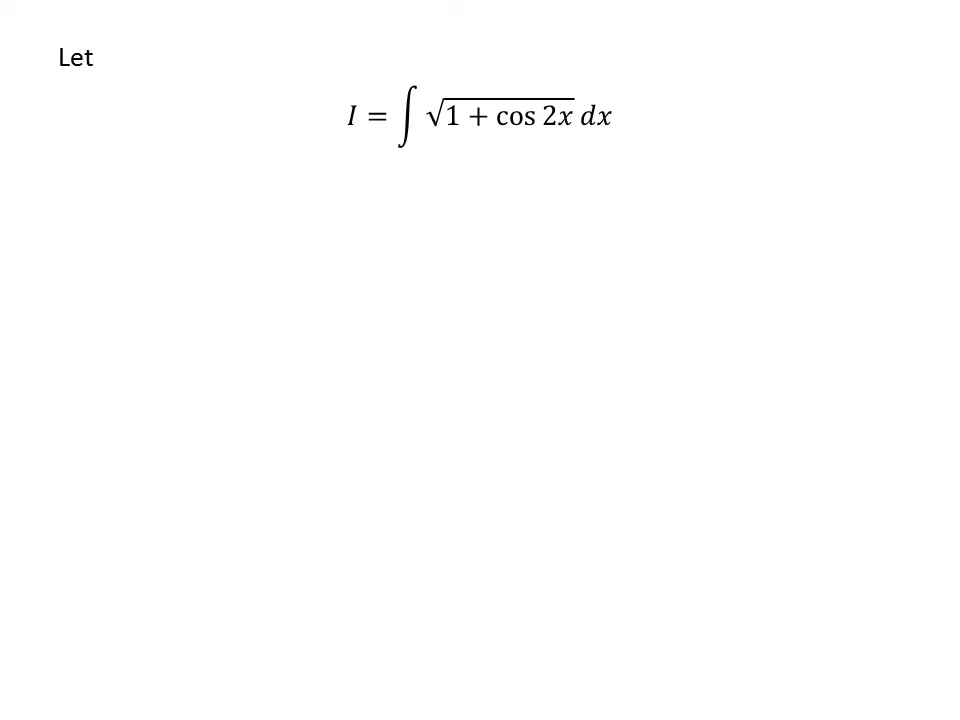 Let
𝐼 = ∫ √(1 + cos 2𝑥) 𝑑𝑥